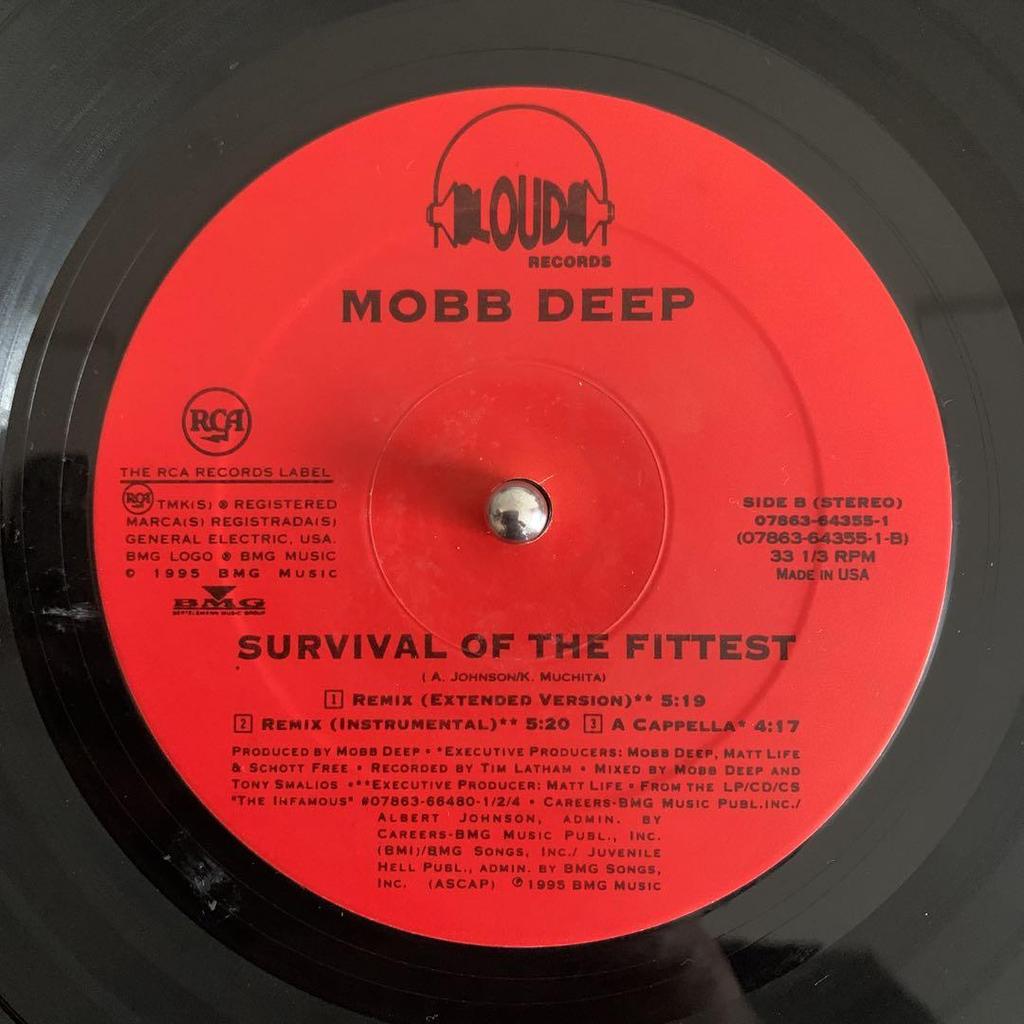 LOUD
RECORDS
MOBB DEEP
RCA
THE RCA RECORDS LABEL
RCA TMK(S) ® REGISTERED
MARCA(S) REGISTRADA(S)
GENERAL ELECTRIC, USA.
BMG LOGO ® BMG MUSIC
© 1995 BMG MUSIC
BMG
BERTELSMANN MUSIC GROUP
SIDE B (STEREO)
07863-64355-1
(07863-64355-1-B)
33 1/3 RPM
MADE IN USA
SURVIVAL OF THE FITTEST
( A. JOHNSON/K. MUCHITA)
1 REMIX (EXTENDED VERSION)** 5:19
2 REMIX (INSTRUMENTAL)** 5:20 3 A CAPPELLA* 4:17
PRODUCED BY MOBB DEEP • *EXECUTIVE PRODUCERS: MOBB DEEP, MATT LIFE
& SCHOTT FREE • RECORDED BY TIM LATHAM • MIXED BY MOBB DEEP AND
TONY SMALIOS •**EXECUTIVE PRODUCER: MATT LIFE • FROM THE LP/CD/CS
"THE INFAMOUS" #07863-66480-1/2/4 • CAREERS-BMG MUSIC PUBL.INC./
ALBERT JOHNSON, ADMIN. BY
CAREERS-BMG MUSIC PUBL., INC.
(BMI)/BMG SONGS, INC./ JUVENILE
HELL PUBL., ADMIN. BY BMG SONGS,
INC. (ASCAP) ℗1995 BMG MUSIC